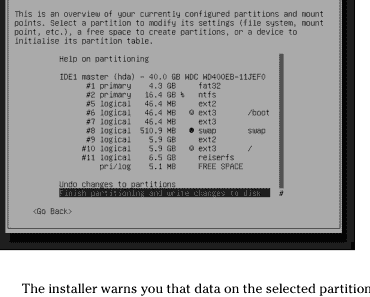 This is an overview of your currently configured partitions and mount
points. Select a partition to modify its settings (file system, mount
point, etc.), a free space to create partitions, or a device to
initialise its partition table.
Help on partitioning
IDE1 master (hda) - 40.0 GB WDC WD400EB-11JEF0
#1 primary 4.3 GB fat32
#2 primary 16.4 GB ntfs
#5 logical 46.4 MB ext2
#6 logical 46.4 MB ext3 /boot
#7 logical 46.4 MB ext3
#8 logical 510.9 MB swap swap
#9 logical 5.9 GB ext2
#10 logical 5.9 GB ext3 /
#11 logical 6.5 GB reiserfs
pri/log 5.1 MB FREE SPACE
Undo changes to partitions
Finish partitioning and write changes to disk
<Go Back>
The installer warns you that data on the selected partition